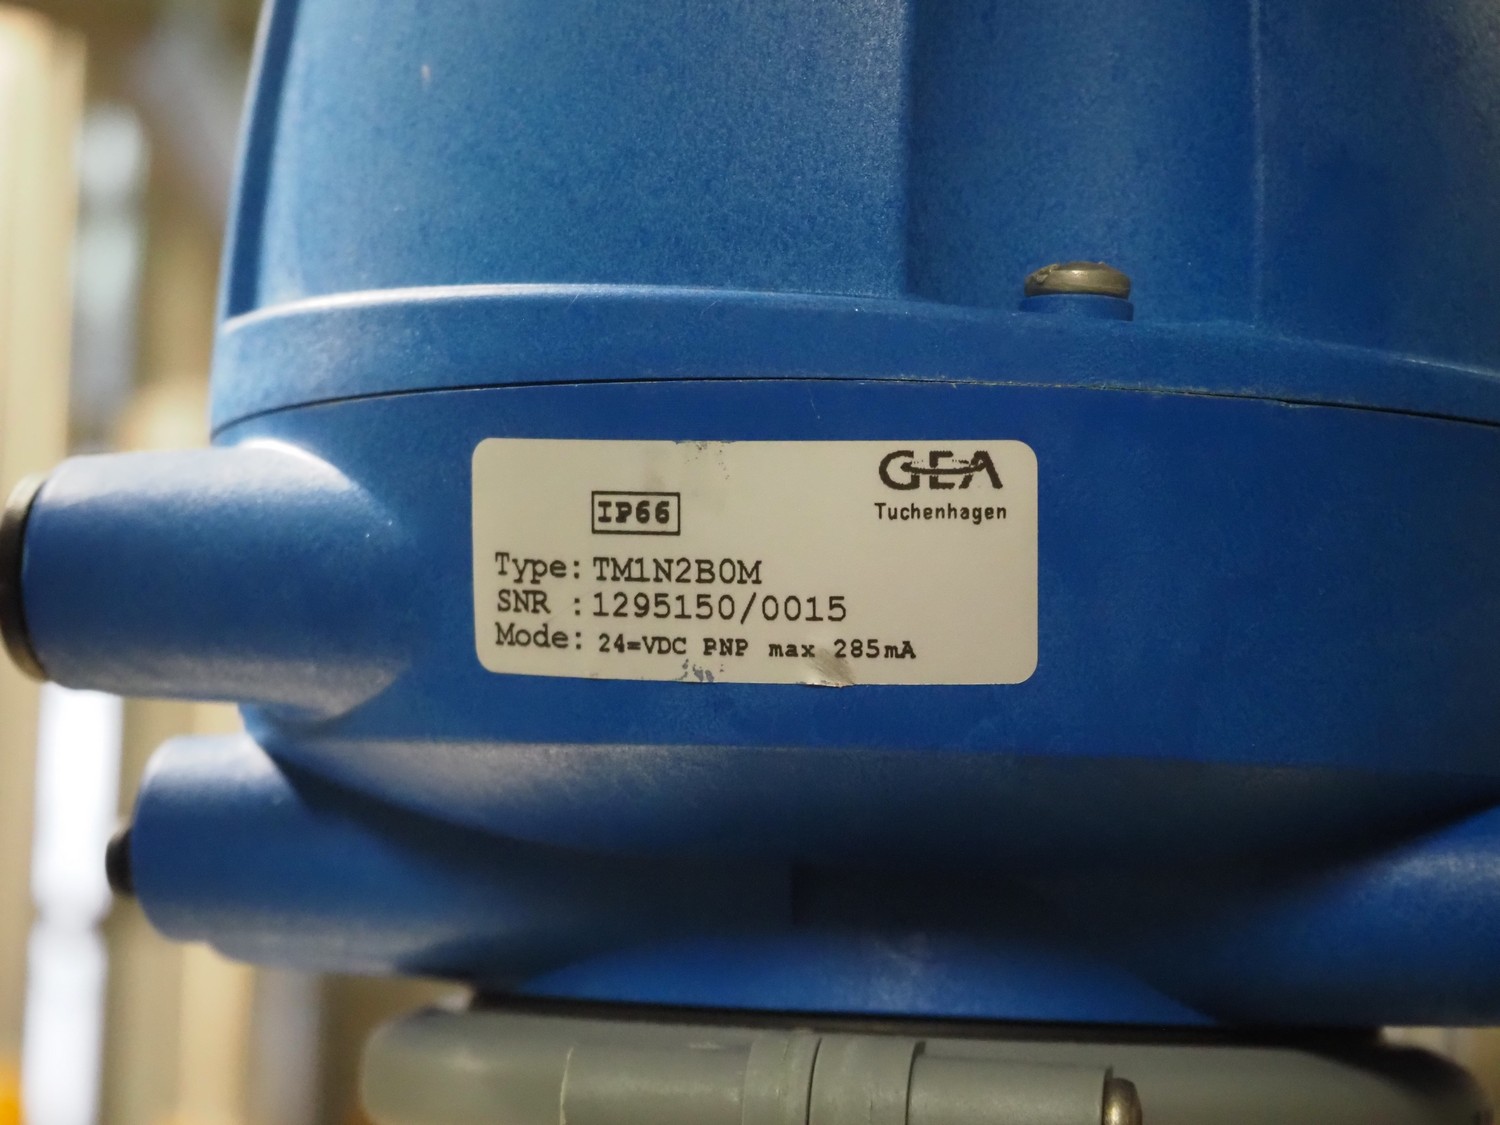 GEA
Tuchenhagen
IP66
Type: TM1N2B0M
SNR : 1295150/0015
Mode: 24=VDC PNP max 285mA